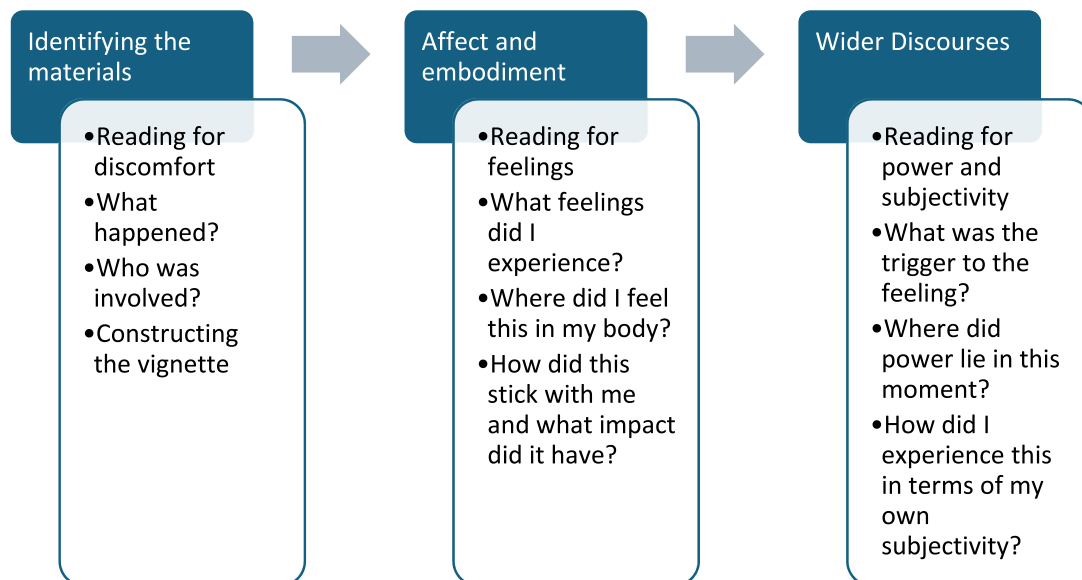 Identifying the
materials
•Reading for
discomfort
•What
happened?
•Who was
involved?
•Constructing
the vignette
Affect and
embodiment
•Reading for
feelings
•What feelings
did I
experience?
•Where did I feel
this in my body?
•How did this
stick with me
and what impact
did it have?
Wider Discourses
•Reading for
power and
subjectivity
•What was the
trigger to the
feeling?
•Where did
power lie in this
moment?
•How did I
experience this
in terms of my
own
subjectivity?